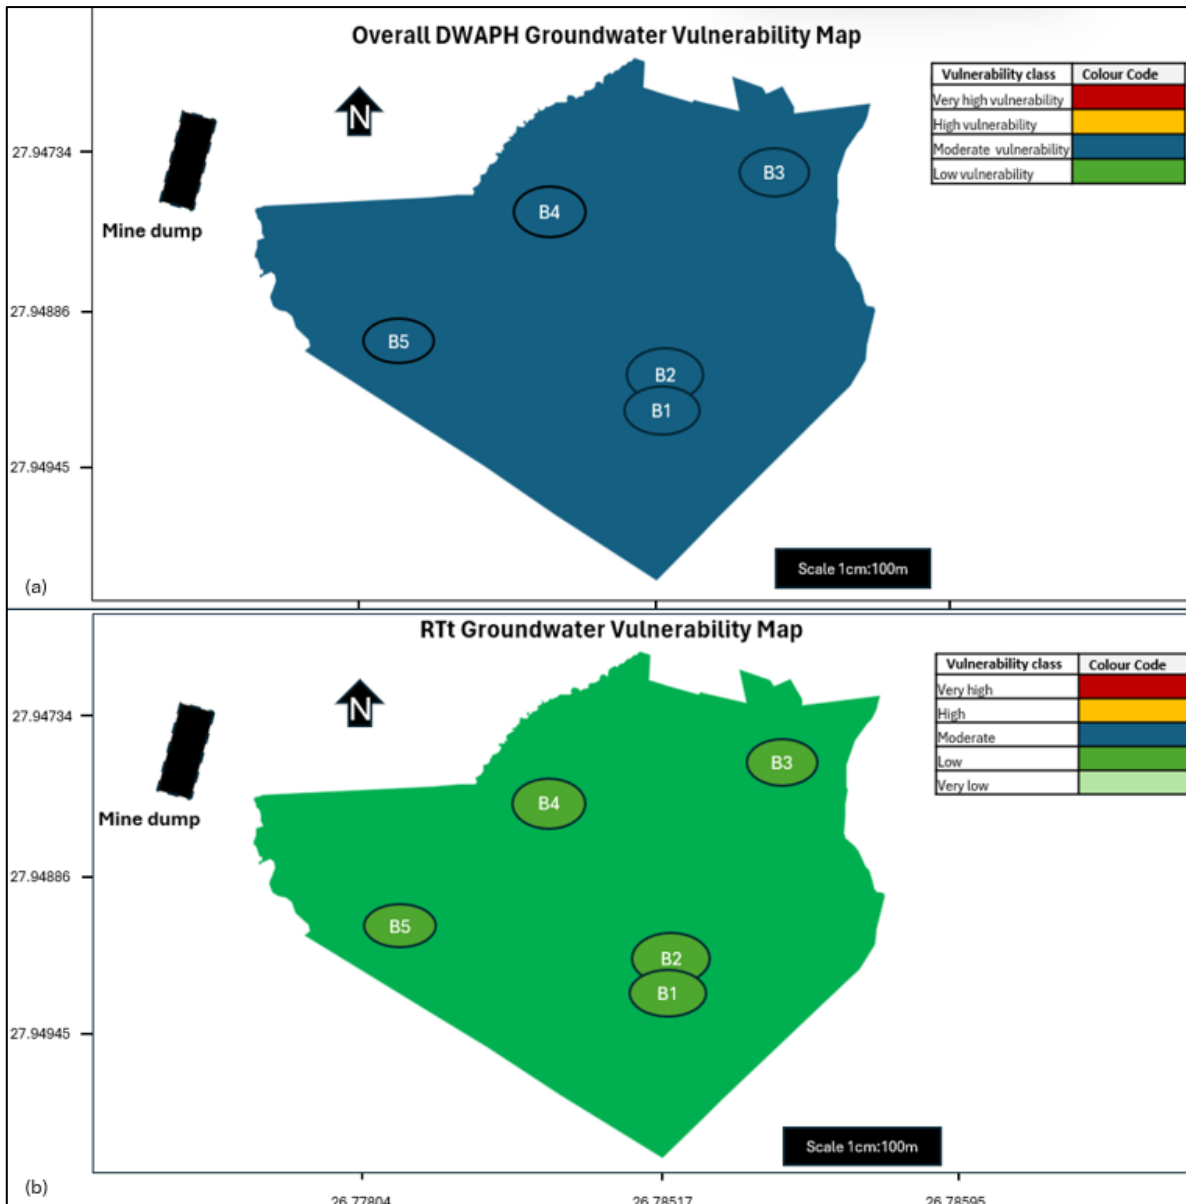 Overall DWAPH Groundwater Vulnerability Map
Vulnerability class Colour Code
Very high vulnerability
High vulnerability
Moderate vulnerability
Low vulnerability
N
27.94734
B3
B4
Mine dump
27.94886
B5
B2
B1
27.94945
Scale 1cm:100m
(a)
RTt Groundwater Vulnerability Map
Vulnerability class Colour Code
Very high
High
Moderate
Low
Very low
N
27.94734
B3
B4
Mine dump
27.94886
B5
B2
B1
27.94945
Scale 1cm:100m
(b)
26.77804 26.78517 26.78595